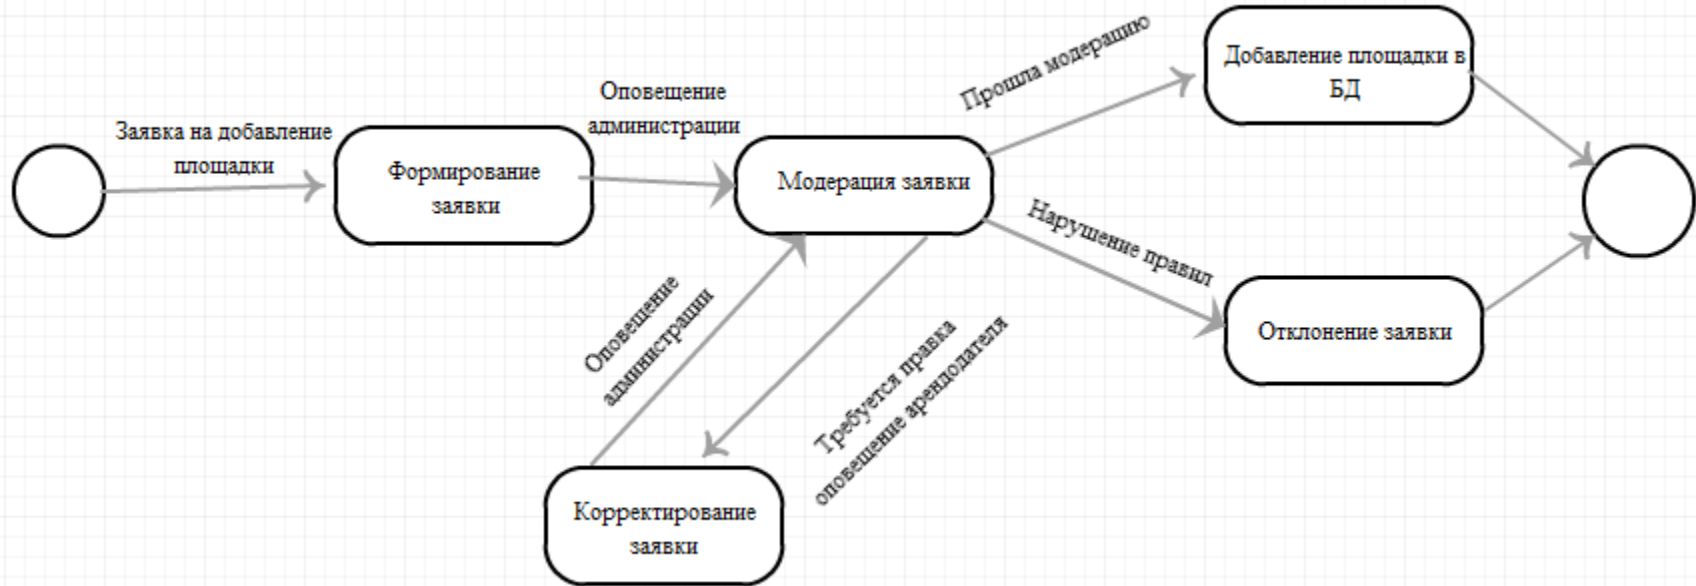 Заявка на добавление
площадки
Формирование
заявки
Оповещение
администрации
Модерация заявки
Прошла модерацию
Добавление площадки в
БД
Нарушение правил
Отклонение заявки
Оповещение
администрации
Требуется правка
оповещение арендодателя
Корректирование
заявки